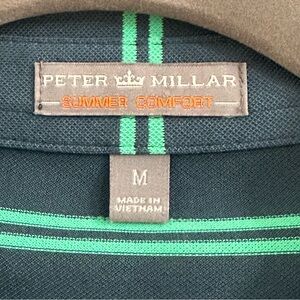 PETER MILLAR
SUMMER COMFORT
M
MADE IN
VIETNAM